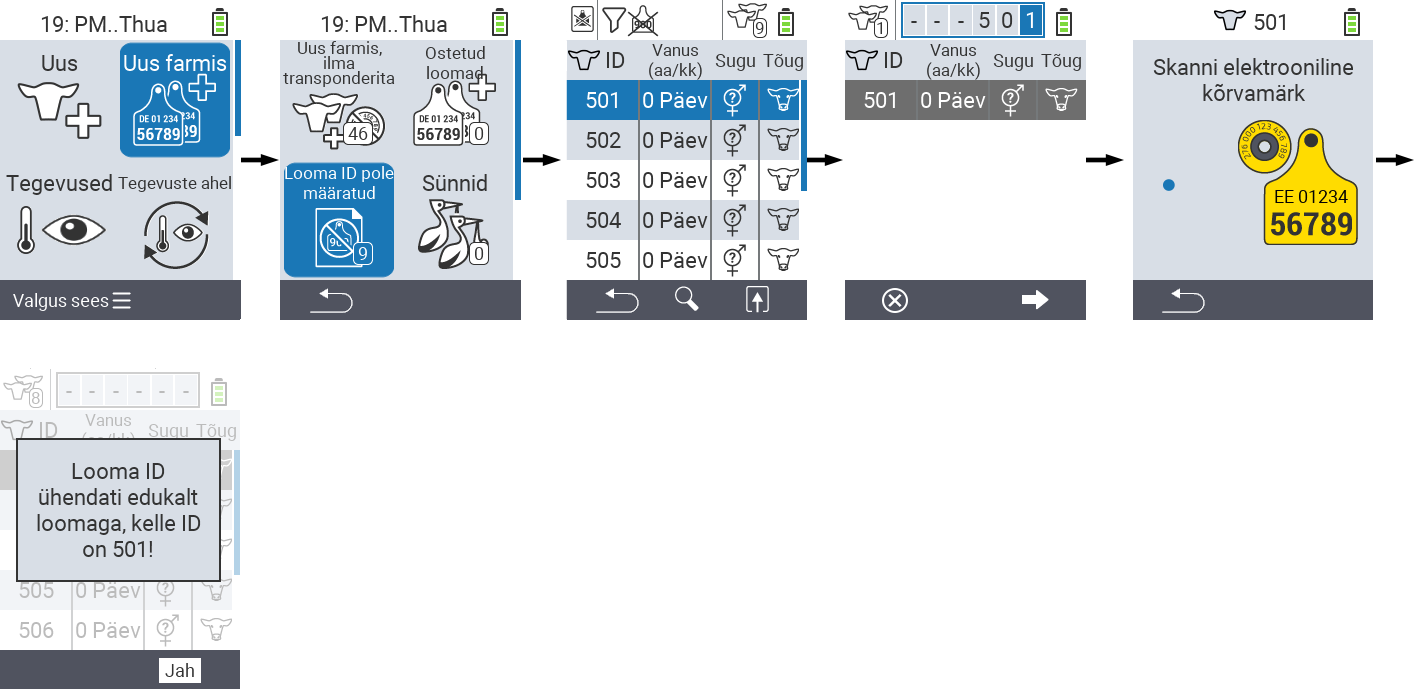 19: PM..Thua
Uus
Uus farmis
DE 01 234
234
56789
89
Tegevused
Tegevuste ahel
Valgus sees
19: PM..Thua
Uus farmis,
ilma
transponderita
Ostetud
loomad
46
DE 01 234
234
56789
0
Looma ID pole
määratud
9
Sünnid
0
9
ID
Vanus
(aa/kk)
Sugu
Tõug
501 0 Päev
502 0 Päev
503 0 Päev
504 0 Päev
505 0 Päev
1
- - - 5 0 1
ID
Vanus
(aa/kk)
Sugu
Tõug
501 0 Päev
501
Skanni elektrooniline
kõrvamärk
276 000 123 456 789
EE 01234
56789
8
- - - - - -
ID
Vanus
(aa/kk)
Sugu
Tõug
Looma ID
ühendati edukalt
loomaga, kelle ID
on 501!
505 0 Päev
506 0 Päev
Jah